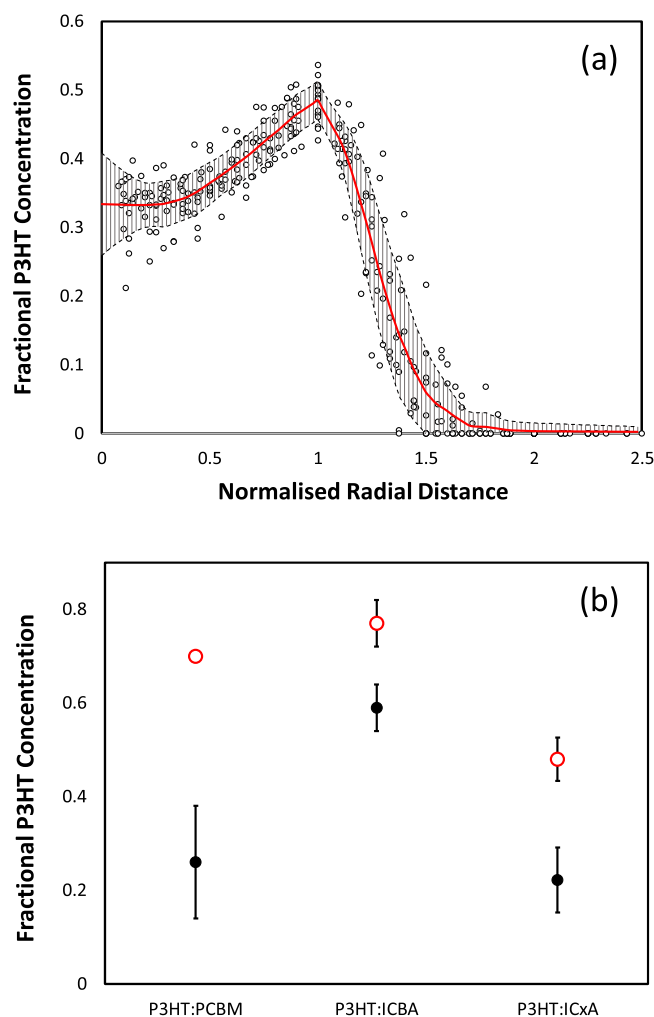 (a)
Fractional P3HT Concentration
0.6
0.5
0.4
0.3
0.2
0.1
0
0 0.5 1 1.5 2 2.5
Normalised Radial Distance
(b)
Fractional P3HT Concentration
0.8
0.6
0.4
0.2
0
P3HT:PCBM P3HT:ICBA P3HT:ICxA